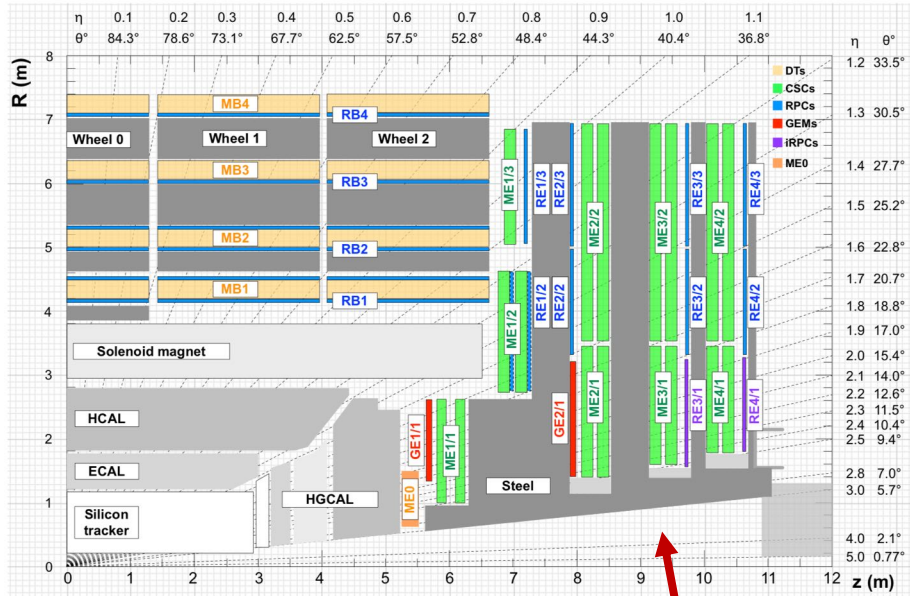 η 0.1 0.2 0.3 0.4 0.5 0.6 0.7 0.8 0.9 1.0 1.1
θ° 84.3° 78.6° 73.1° 67.7° 62.5° 57.5° 52.8° 48.4° 44.3° 40.4° 36.8° η θ°
R (m)
8
7
6
5
4
3
2
1
0
1.2 33.5°
1.3 30.5°
1.4 27.7°
1.5 25.2°
1.6 22.8°
1.7 20.7°
1.8 18.8°
1.9 17.0°
2.0 15.4°
2.1 14.0°
2.2 12.6°
2.3 11.5°
2.4 10.4°
2.5 9.4°
2.8 7.0°
3.0 5.7°
4.0 2.1°
5.0 0.77°
DTs
CSCs
RPCs
GEMs
iRPCs
ME0
MB4
RB4
Wheel 0 Wheel 1 Wheel 2
MB3
RB3
MB2
RB2
MB1
RB1
Solenoid magnet
HCAL
ECAL
Silicon
tracker
HGCAL
Steel
ME1/3
RE1/3
RE2/3
ME2/2
ME3/2
RE3/3
ME4/2
RE4/3
ME1/2
RE1/2
RE2/2
RE3/2
RE4/2
GE1/1
ME1/1
ME0
GE2/1
ME2/1
ME3/1
RE3/1
ME4/1
RE4/1
0 1 2 3 4 5 6 7 8 9 10 11 12
z (m)